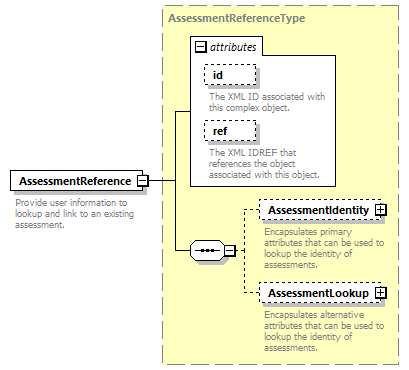 AssessmentReferenceType
attributes
id
The XML ID associated with
this complex object.
ref
The XML IDREF that
references the object
associated with this object.
AssessmentReference
Provide user information to
lookup and link to an existing
assessment.
AssessmentIdentity
Encapsulates primary
attributes that can be used to
lookup the identity of
assessments.
AssessmentLookup
Encapsulates alternative
attributes that can be used to
lookup the identity of
assessments.